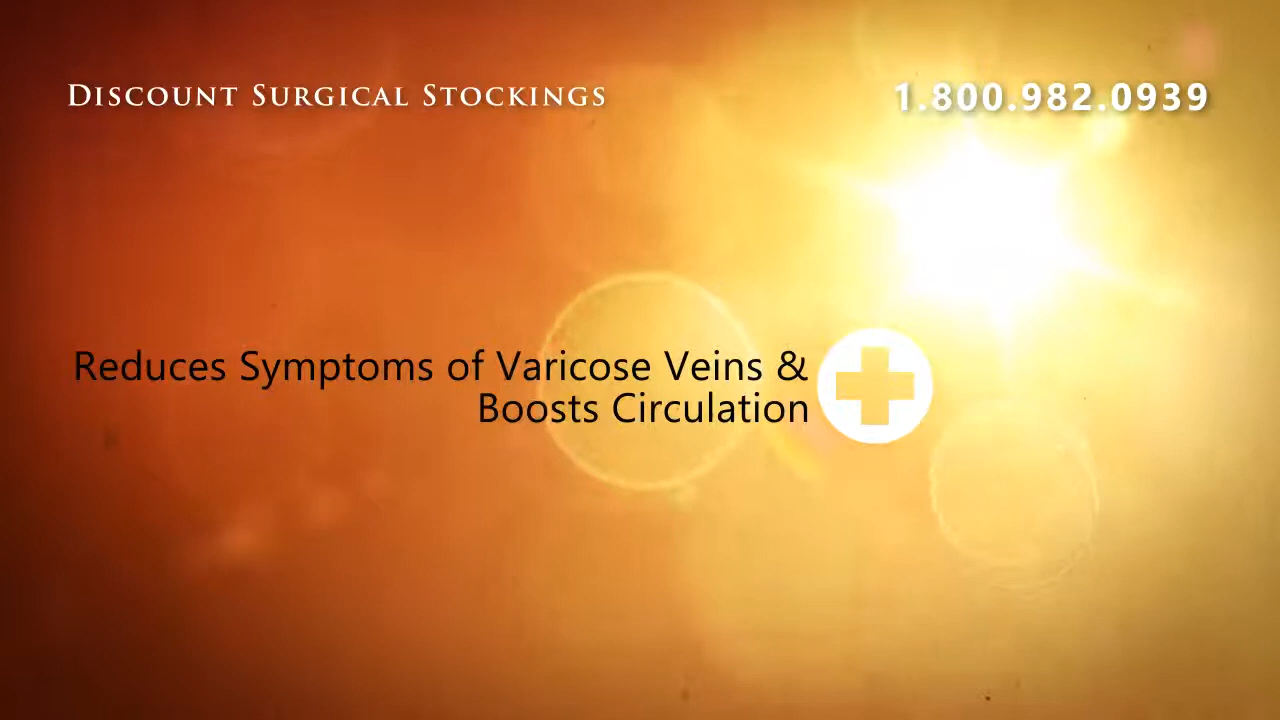 Discount Surgical Stockings
1.800.982.0939
Reduces Symptoms of Varicose Veins &
Boosts Circulation